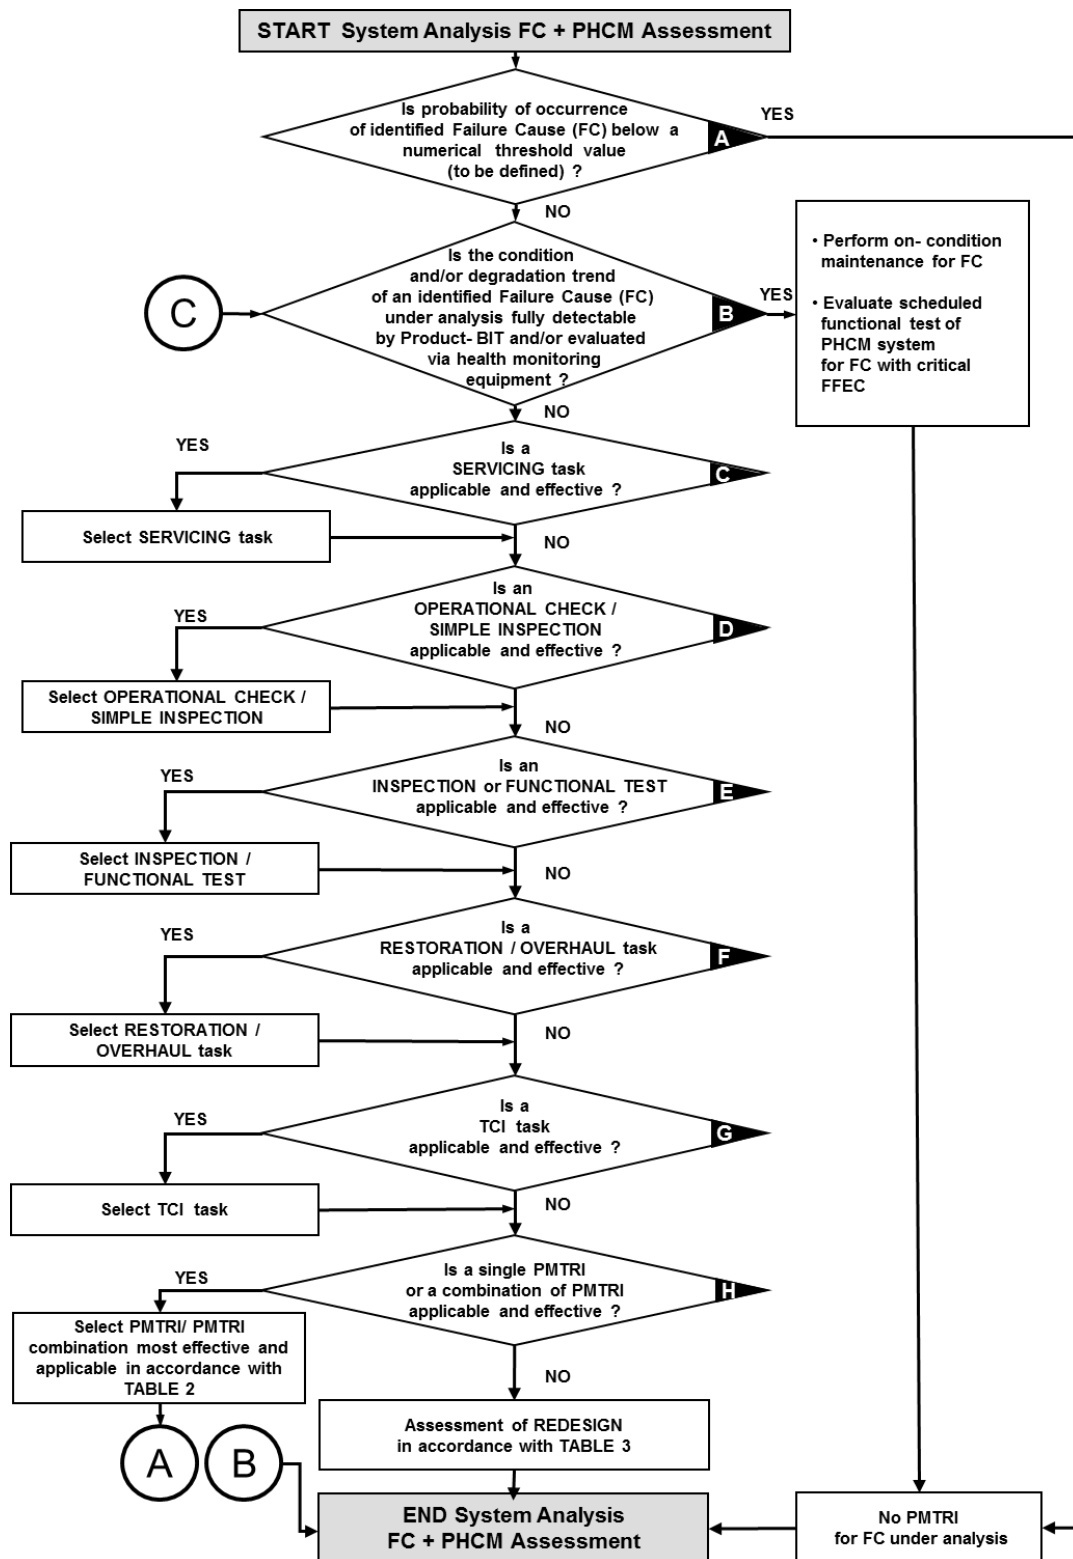 START System Analysis FC + PHCM Assessment
Is probability of occurrence
of identified Failure Cause (FC) below a
numerical threshold value
(to be defined) ?
A
YES
NO
Is the condition
and/or degradation trend
of an identified Failure Cause (FC)
under analysis fully detectable
by Product- BIT and/or evaluated
via health monitoring
equipment ?
B
C
YES
• Perform on- condition
maintenance for FC
• Evaluate scheduled
functional test of
PHCM system
for FC with critical
FFEC
NO
Is a
SERVICING task
applicable and effective ?
C
YES
Select SERVICING task
NO
Is an
OPERATIONAL CHECK /
SIMPLE INSPECTION
applicable and effective ?
D
YES
Select OPERATIONAL CHECK /
SIMPLE INSPECTION
NO
Is an
INSPECTION or FUNCTIONAL TEST
applicable and effective ?
E
YES
Select INSPECTION /
FUNCTIONAL TEST
NO
Is a
RESTORATION / OVERHAUL task
applicable and effective ?
F
YES
Select RESTORATION /
OVERHAUL task
NO
Is a
TCI task
applicable and effective ?
G
YES
Select TCI task
NO
Is a single PMTRI
or a combination of PMTRI
applicable and effective ?
H
YES
Select PMTRI/ PMTRI
combination most effective and
applicable in accordance with
TABLE 2
NO
Assessment of REDESIGN
in accordance with TABLE 3
A
B
END System Analysis
FC + PHCM Assessment
No PMTRI
for FC under analysis